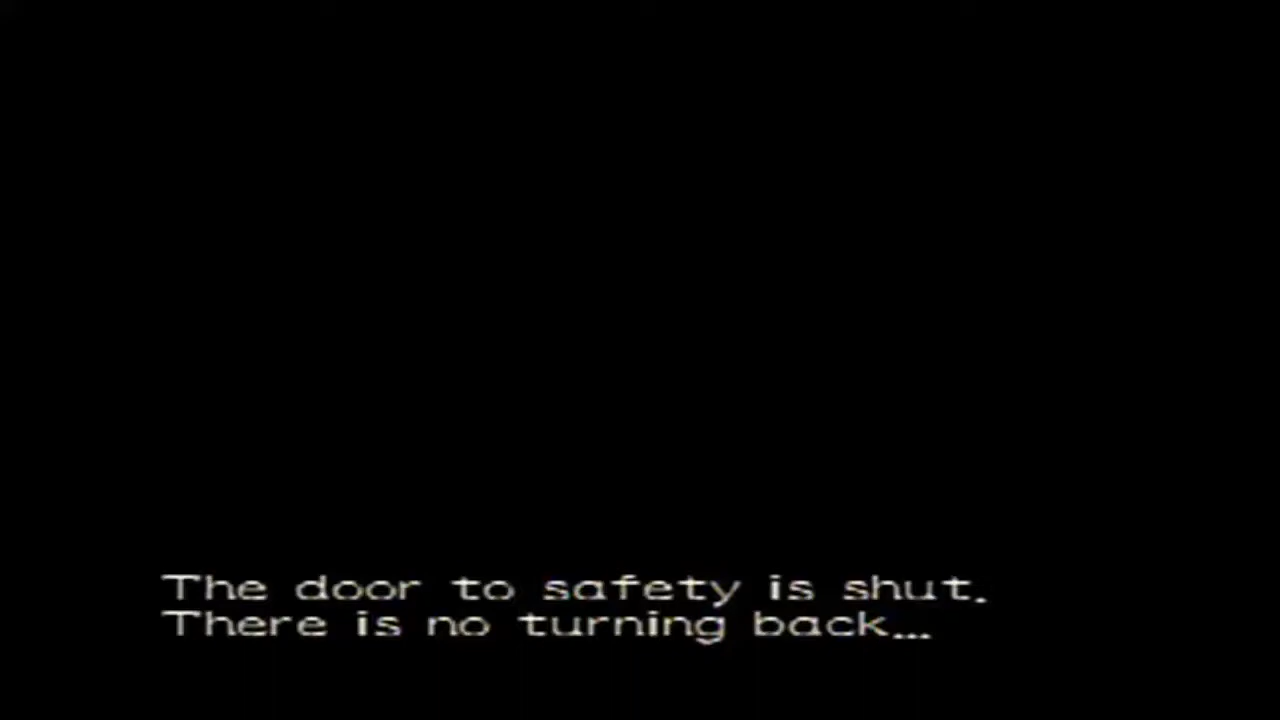 The door to safety is shut.
There is no turning back...